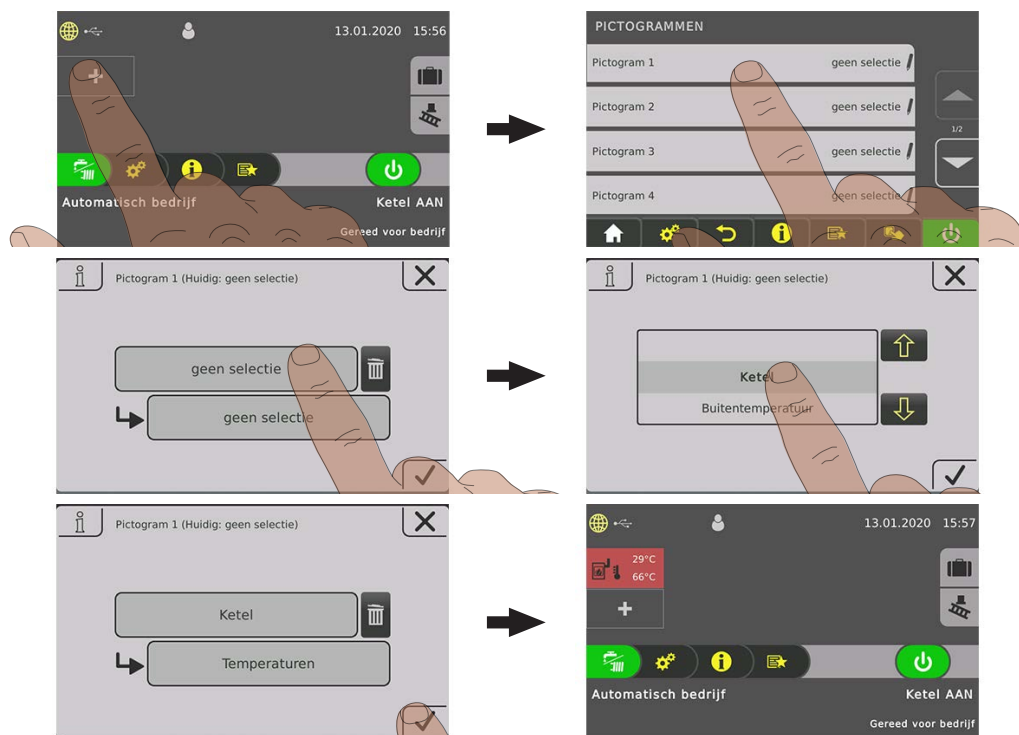 13.01.2020 15:56
+
Automatisch bedrijf
Ketel AAN
Gereed voor bedrijf
PICTOGRAMMEN
Pictogram 1 geen selectie
Pictogram 2 geen selectie
1/2
Pictogram 3 geen selectie
Pictogram 4 geen selectie
Pictogram 1 (Huidig: geen selectie)
geen selectie
geen selectie
Pictogram 1 (Huidig: geen selectie)
Ketel
Buitentemperatuur
Pictogram 1 (Huidig: geen selectie)
Ketel
Temperaturen
13.01.2020 15:57
29°C
66°C
+
Automatisch bedrijf
Ketel AAN
Gereed voor bedrijf